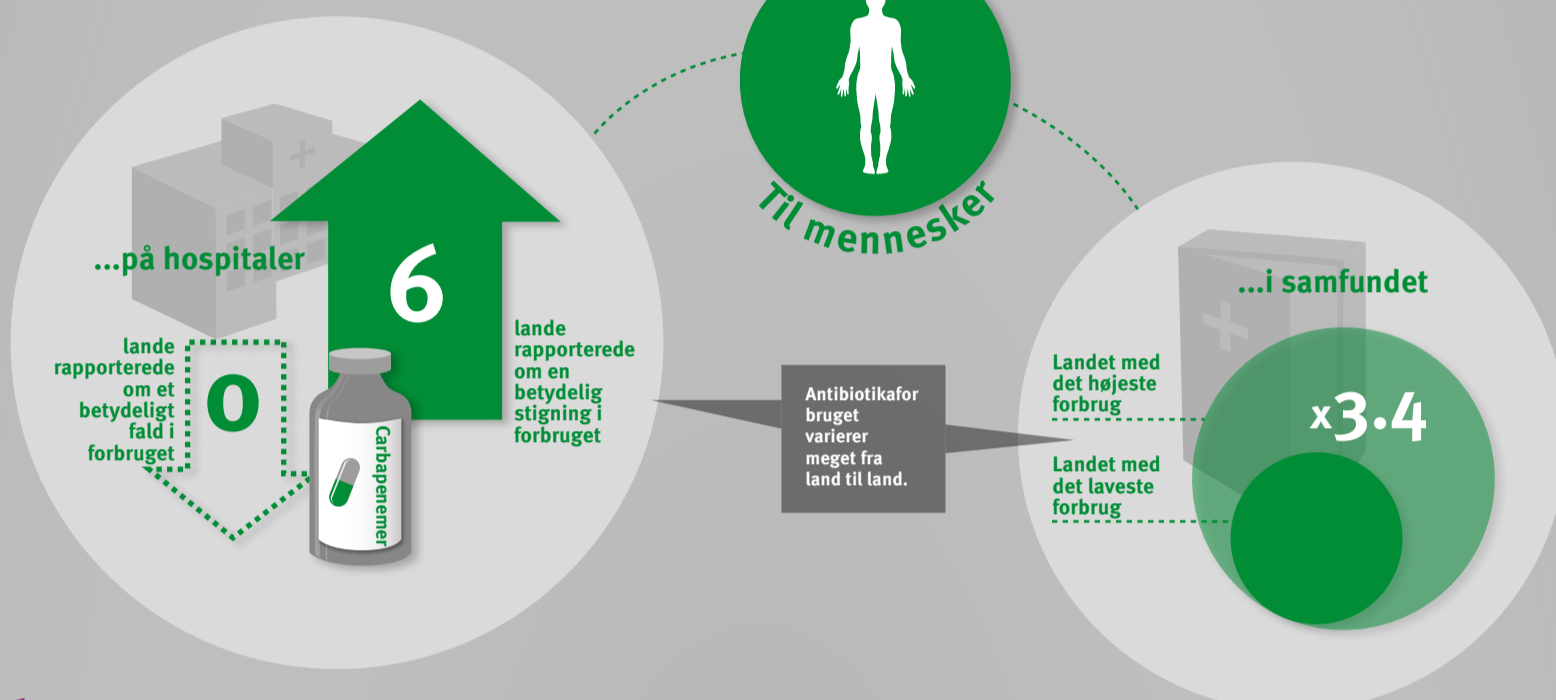 Til mennesker
...på hospitaler
6
lande
rapporterede
om en
betydelig
stigning i
forbruget
lande
rapporterede
om et
betydeligt
fald i
forbruget
0
Carbapenemer
Antibiotikafor
bruget
varierer
meget fra
land til land.
...i samfundet
Landet med
det højeste
forbrug
x3.4
Landet med
det laveste
forbrug